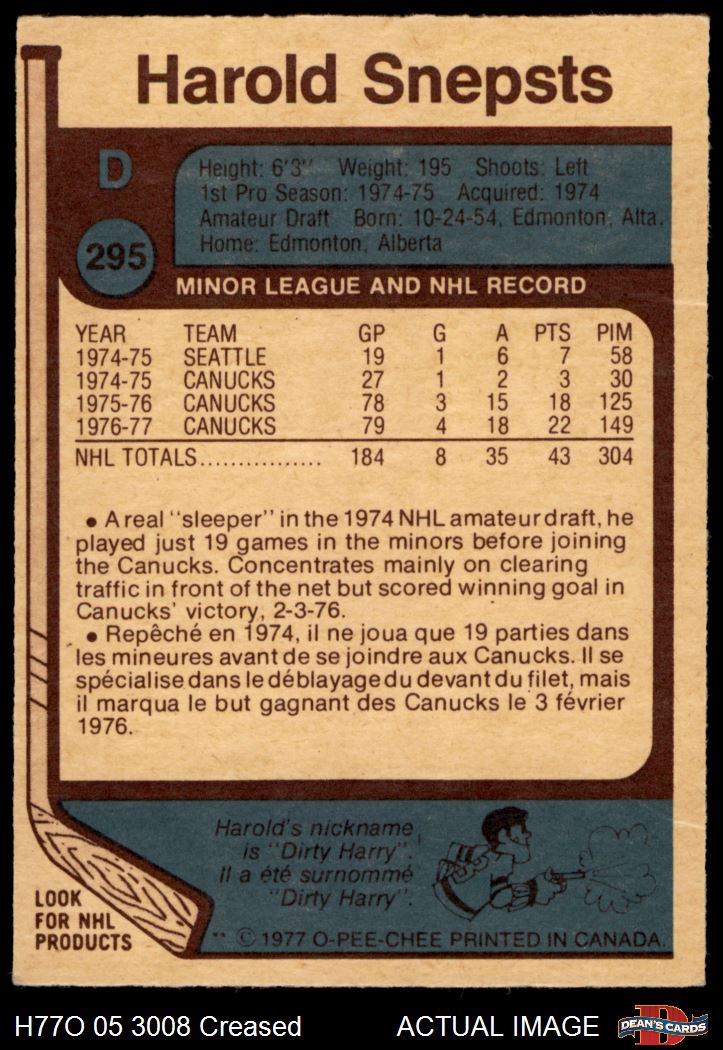 Harold Snepsts
D
295
Height: 6'3" Weight: 195 Shoots: Left
1st Pro Season: 1974-75 Acquired: 1974
Amateur Draft Born: 10-24-54, Edmonton, Alta.
Home: Edmonton, Alberta
MINOR LEAGUE AND NHL RECORD
YEAR TEAM GP G A PTS PIM
1974-75 SEATTLE 19 1 6 7 58
1974-75 CANUCKS 27 1 2 3 30
1975-76 CANUCKS 78 3 15 18 125
1976-77 CANUCKS 79 4 18 22 149
NHL TOTALS................ 184 8 35 43 304
• A real "sleeper" in the 1974 NHL amateur draft, he
played just 19 games in the minors before joining
the Canucks. Concentrates mainly on clearing
traffic in front of the net but scored winning goal in
Canucks' victory, 2-3-76.
• Repêché en 1974, il ne joua que 19 parties dans
les mineures avant de se joindre aux Canucks. Il se
spécialise dans le déblayage du devant du filet, mais
il marqua le but gagnant des Canucks le 3 février
1976.
Harold's nickname
is "Dirty Harry".
Il a été surnommé
"Dirty Harry".
LOOK
FOR NHL
PRODUCTS
** © 1977 O-PEE-CHEE PRINTED IN CANADA.
H77O 05 3008 Creased ACTUAL IMAGE
D
DEAN'S CARDS